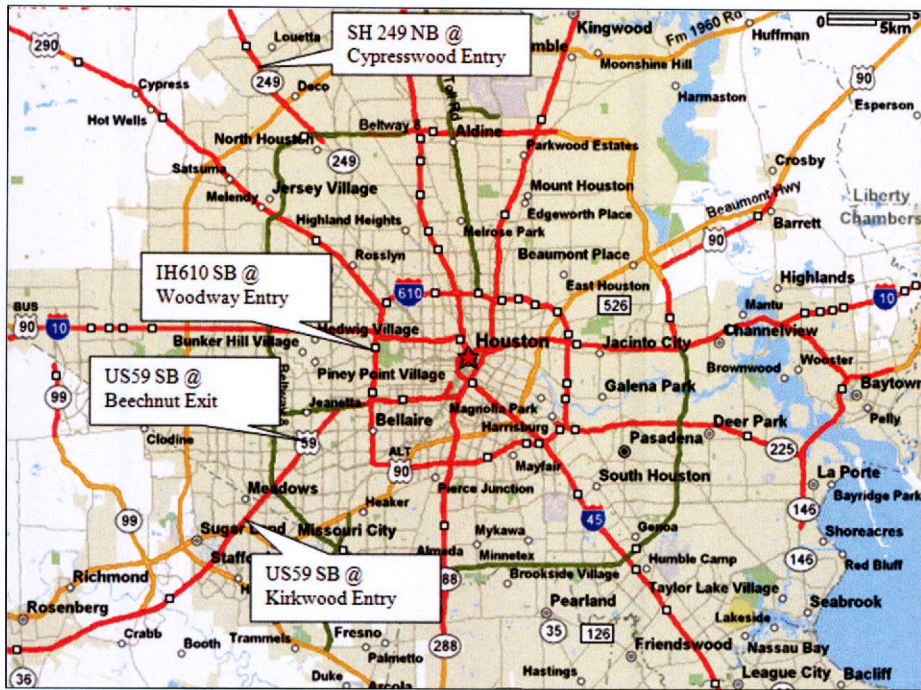 Kingwood
0
5km
Louetta
SH 249 NB @
Cypresswood Entry
Fm 1960 Rd
Huffman
290
mble
Moonshine Hill
90
Cypress
249
Deco
Toll Rd
Harmaston
Esperson
Hot Wells
Beltway 8
Aldine
North Houston
249
Parkwood Estates
Crosby
Satsuma
Jersey Village
Mount Houston
Beaumont Hwy
Liberty
Chambers
Melendy
Highland Heights
Edgeworth Place
Barrett
Melrose Park
90
Rosslyn
Beaumont Place
IH610 SB @
Woodway Entry
610
East Houston
Highlands
526
Mantu
10
BUS
90
10
Hedwig Village
Houston
Channelview
Bunker Hill Village
Jacinto City
Wooster
US59 SB @
Beechnut Exit
Piney Point Village
Brownwood
Galena Park
Baytown
99
Jeanetta
Magnolia Park
Pelly
Bellaire
Harrisburg
Deer Park
Clodine
59
ALT
90
Pasadena
225
Mayfair
La Porte
Meadows
Pierce Junction
South Houston
Bayridge Park
99
Heaker
45
146
Sugar Land
Missouri City
Mykawa
Genoa
Shoreacres
Staffo
Almeda
Minnetex
Humble Camp
146
Red Bluff
US59 SB @
Kirkwood Entry
88
Brookside Village
Taylor Lake Village
Richmond
Pearland
Seabrook
Rosenberg
Lakeside
35
126
Crabb
Booth
Trammels
Fresno
288
Friendswood
Nassau Bay
Palmetto
36
Duke
Hastings
League City
Bacliff
Arcola